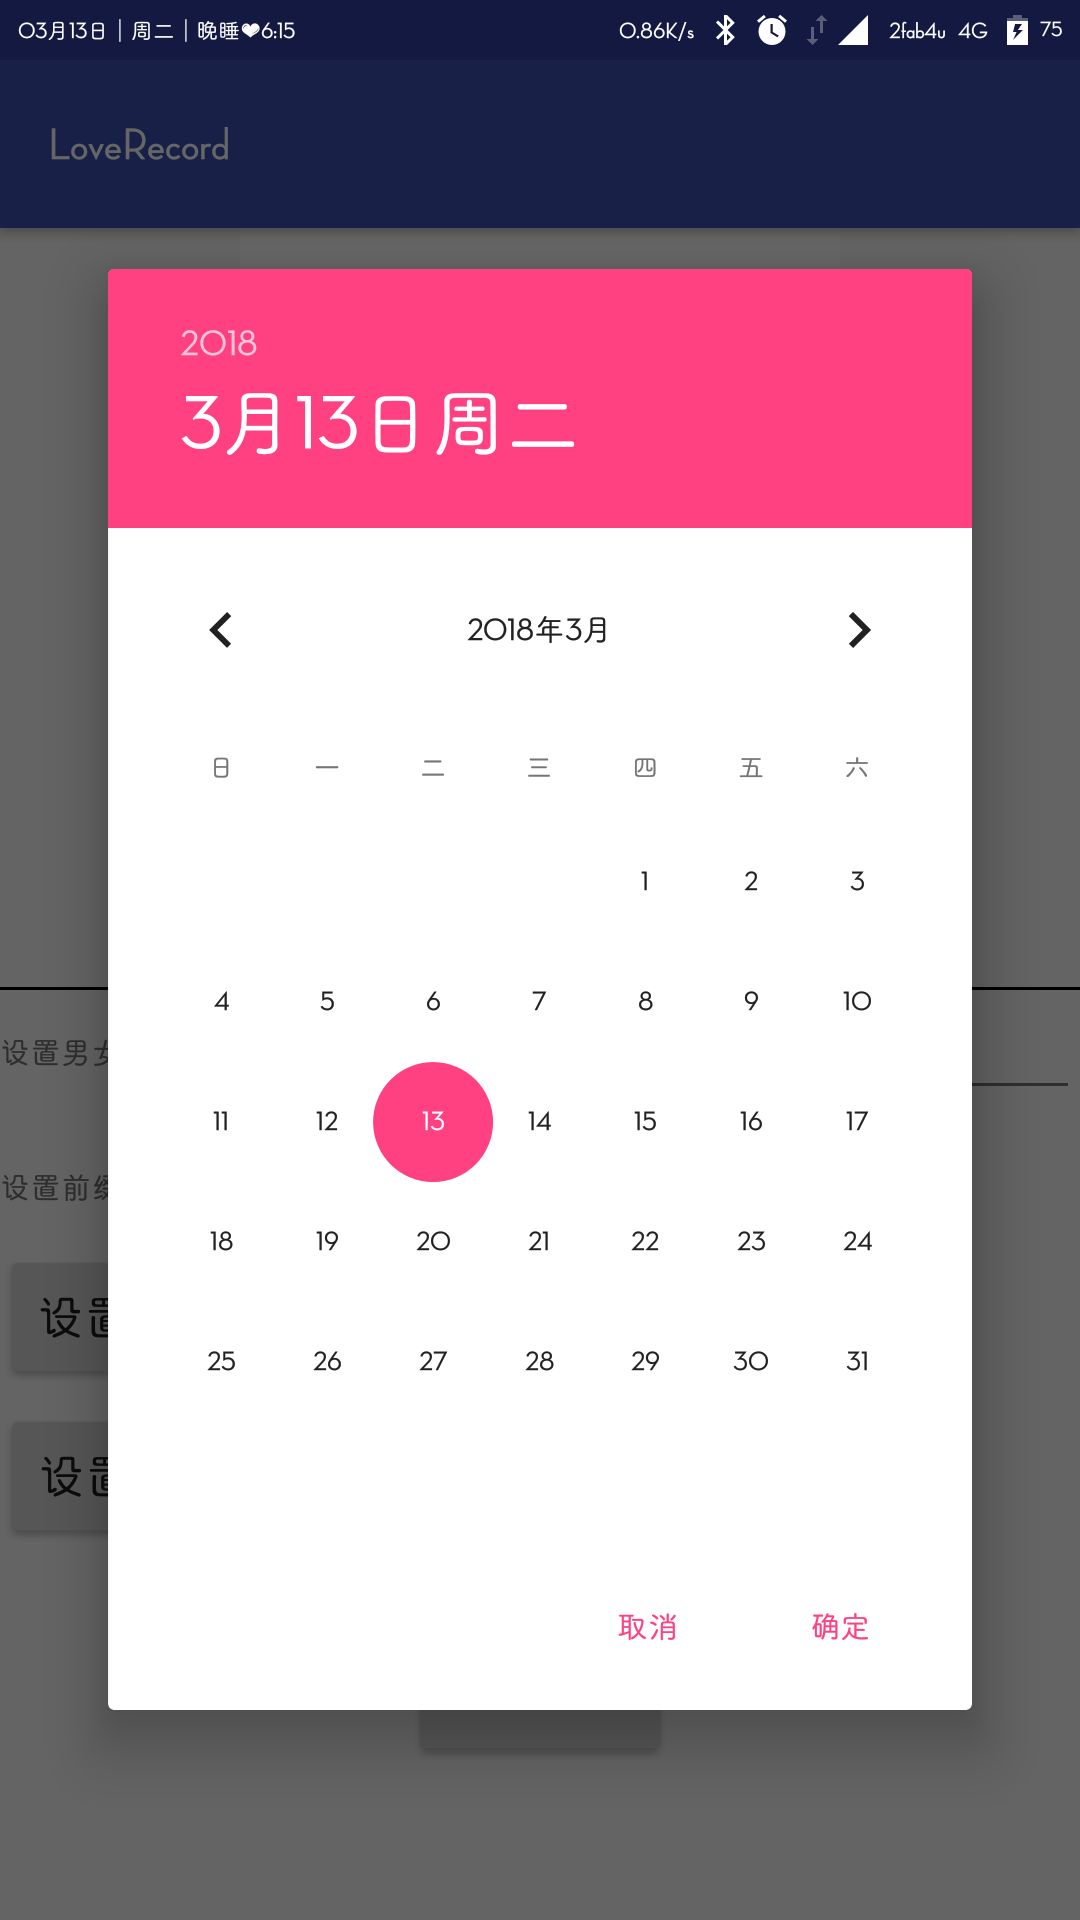 03月13日 | 周二 | 晚睡❤6:15 0.86K/s 2fab4u 4G 75
LoveRecord
2018
3月13日周二
2018年3月
日 一 二 三 四 五 六
1 2 3
4 5 6 7 8 9 10
设置男女
11 12 13 14 15 16 17
设置前缀
18 19 20 21 22 23 24
设置
25 26 27 28 29 30 31
设置
取消 确定